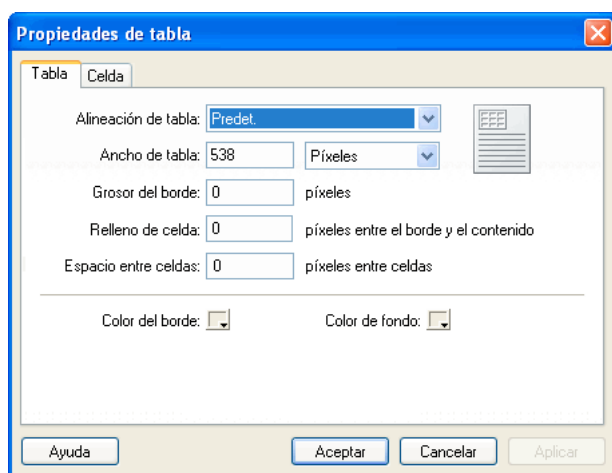 Propiedades de tabla
Tabla Celda
Alineación de tabla: Predet.
Ancho de tabla: 538 Píxeles
Grosor del borde: 0 píxeles
Relleno de celda: 0 píxeles entre el borde y el contenido
Espacio entre celdas: 0 píxeles entre celdas
Color del borde: Color de fondo:
Ayuda Aceptar Cancelar Aplicar